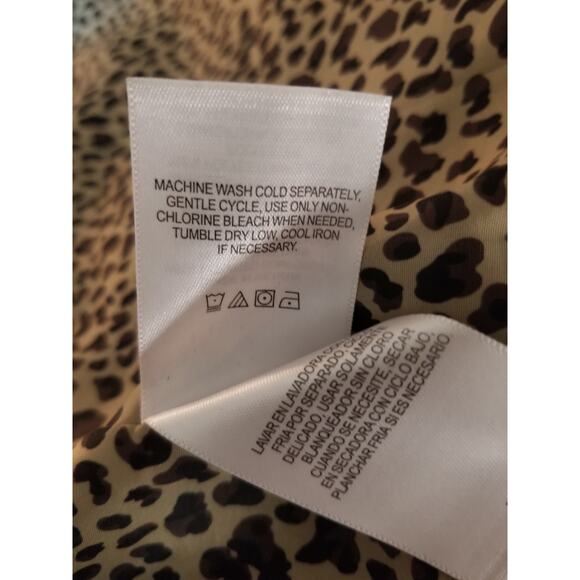 MACHINE WASH COLD SEPARATELY,
GENTLE CYCLE, USE ONLY NON-
CHLORINE BLEACH WHEN NEEDED,
TUMBLE DRY LOW, COOL IRON
IF NECESSARY.
LAVAR EN LAVADORA
FRIA POR SEPARADO,
DELICADO, USAR SOLAMENTE
BLANQUEADOR SIN CLORO
CUANDO SE NECESITE, SECAR
EN SECADORA CON CICLO BAJO,
PLANCHAR FRIA SI ES NECESARIO